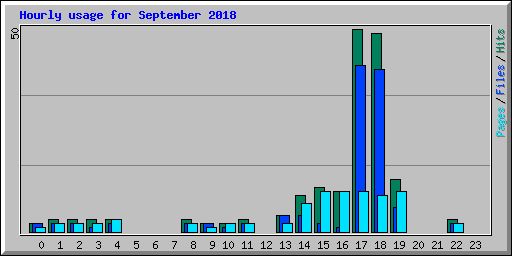 Hourly usage for September 2018
50
Pages/Files/Hits
0 1 2 3 4 5 6 7 8 9 10 11 12 13 14 15 16 17 18 19 20 21 22 23